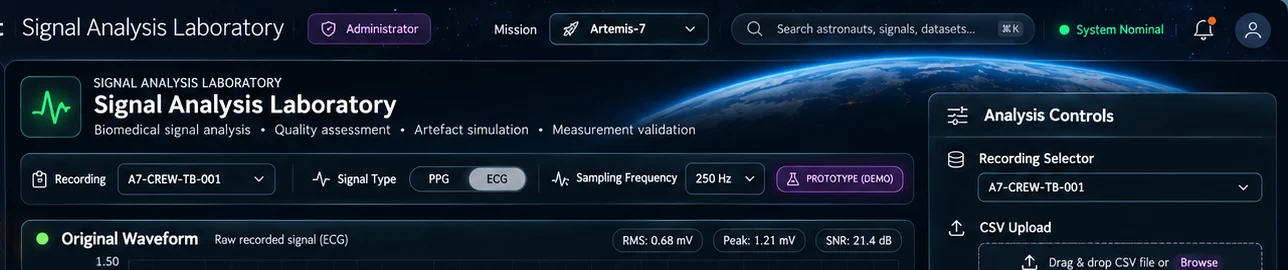 Signal Analysis Laboratory
Administrator
Mission
Artemis-7
Search astronauts, signals, datasets...
⌘K
System Nominal
SIGNAL ANALYSIS LABORATORY
Signal Analysis Laboratory
Biomedical signal analysis • Quality assessment • Artefact simulation • Measurement validation
Recording
A7-CREW-TB-001
Signal Type
PPG
ECG
Sampling Frequency
250 Hz
PROTOTYPE (DEMO)
Original Waveform
Raw recorded signal (ECG)
RMS: 0.68 mV
Peak: 1.21 mV
SNR: 21.4 dB
1.50
Analysis Controls
Recording Selector
A7-CREW-TB-001
CSV Upload
Drag & drop CSV file or Browse